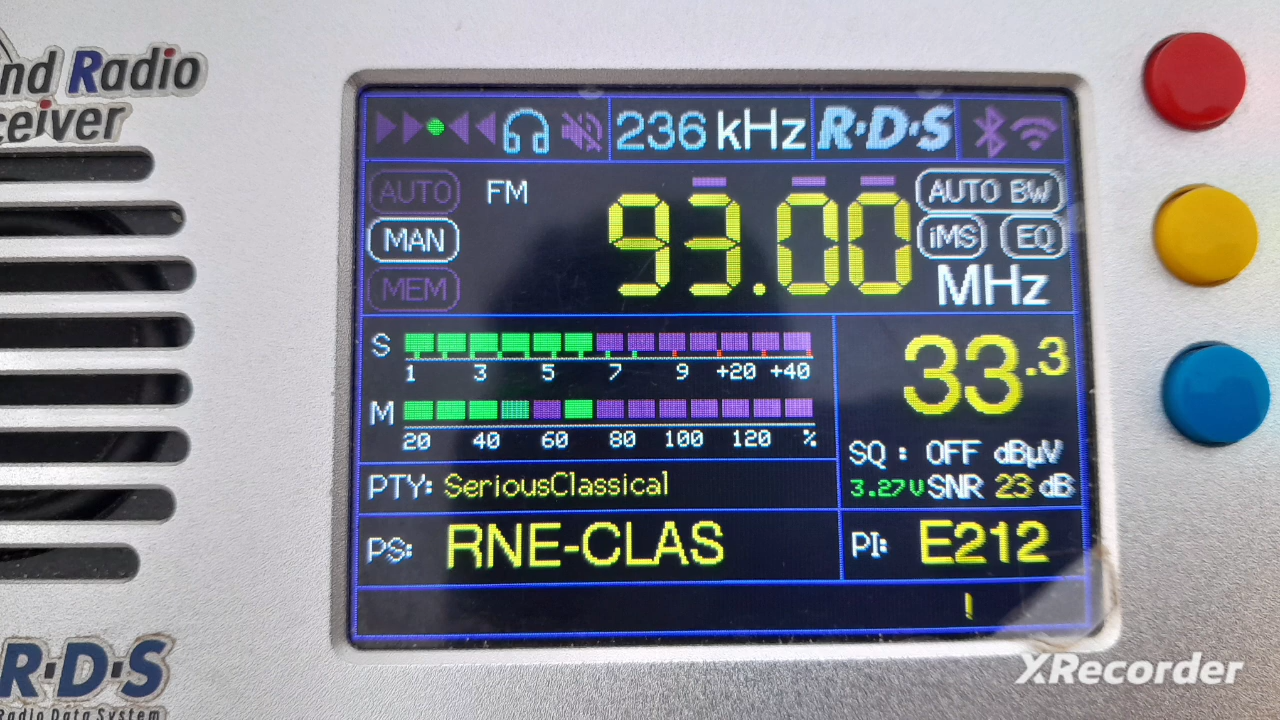 nd Radio
ceiver
236 kHz R·D·S
AUTO FM 93.00 AUTO BW
MAN iMS EQ
MEM MHz
S
1 3 5 7 9 +20 +40
33.3
M
20 40 60 80 100 120 %
SQ : OFF dBµV
PTY: SeriousClassical
3.27V SNR 23 dB
PS: RNE-CLAS
PI: E212
R·D·S
Radio Data System
XRecorder